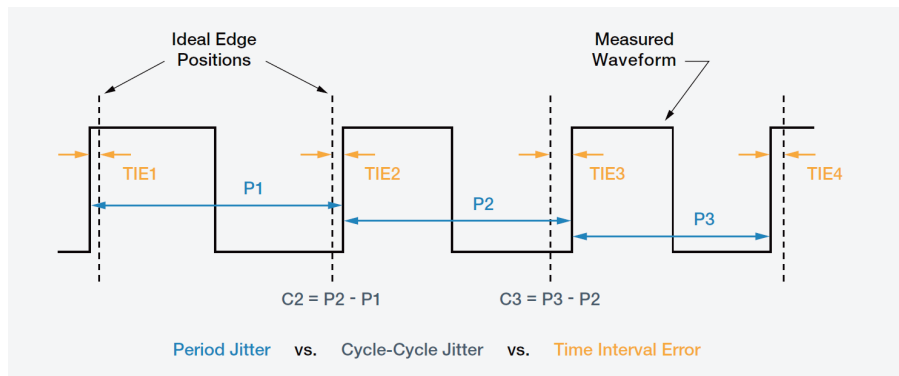 Ideal Edge
Positions
Measured
Waveform
TIE1
TIE2
TIE3
TIE4
P1
P2
P3
C2 = P2 - P1
C3 = P3 - P2
Period Jitter vs. Cycle-Cycle Jitter vs. Time Interval Error